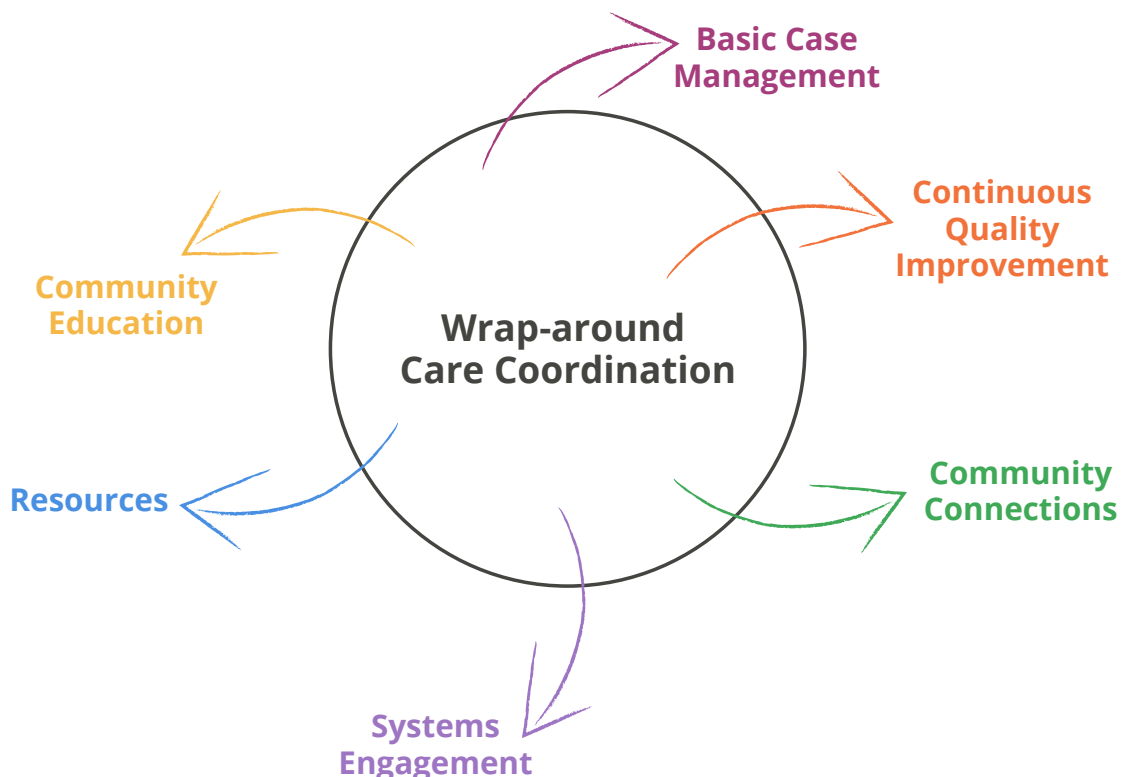 Basic Case
Management
Continuous
Quality
Improvement
Community
Education
Wrap-around
Care Coordination
Resources
Community
Connections
Systems
Engagement